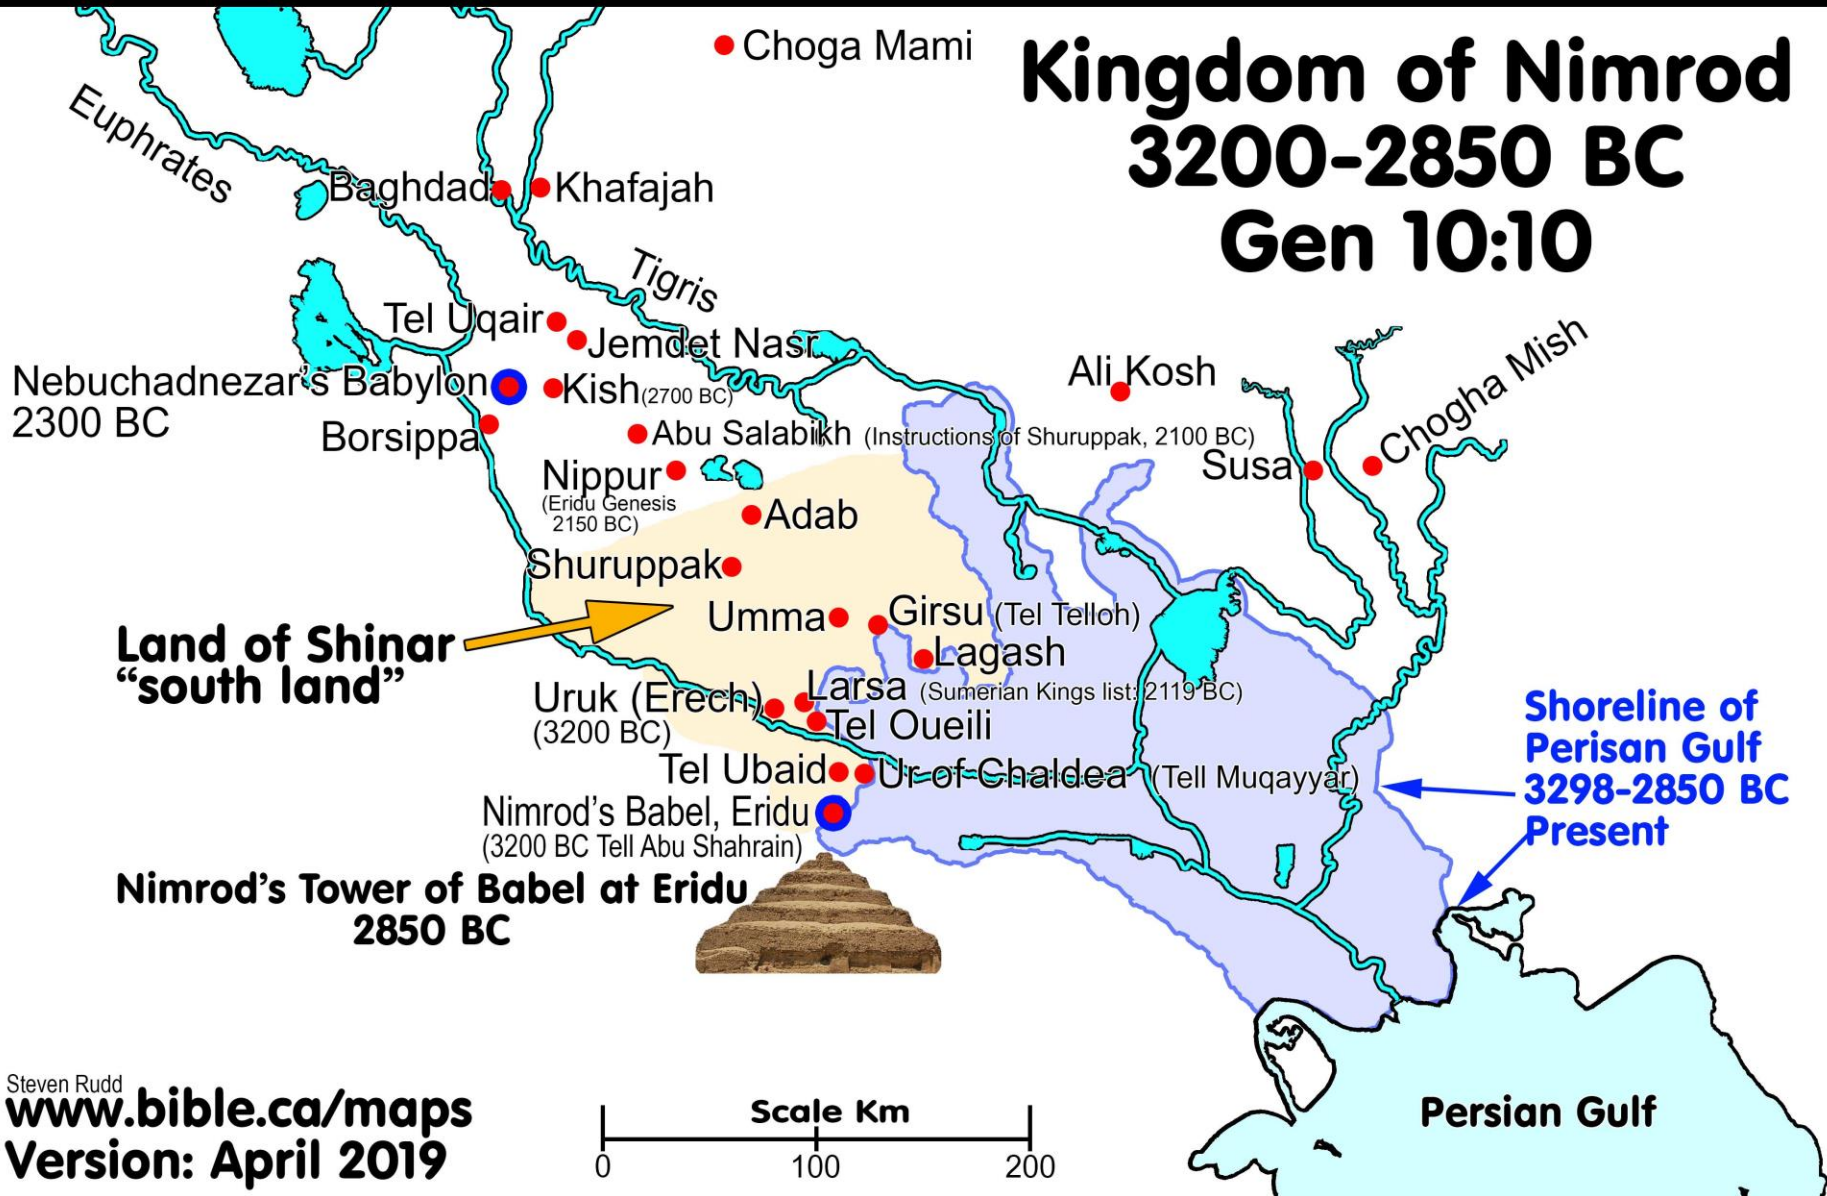 Choga Mami
Kingdom of Nimrod
3200-2850 BC
Gen 10:10
Euphrates
Baghdad
Khafajah
Tigris
Tel Uqair
Jemdet Nasr
Ali Kosh
Chogha Mish
Nebuchadnezar's Babylon
2300 BC
Kish (2700 BC)
Borsippa
Abu Salabikh (Instructions of Shuruppak, 2100 BC)
Susa
Nippur
(Eridu Genesis
2150 BC)
Adab
Shuruppak
Umma
Girsu (Tel Telloh)
Land of Shinar
“south land”
Lagash
Larsa (Sumerian Kings list: 2119 BC)
Uruk (Erech)
(3200 BC)
Tel Oueili
Shoreline of
Perisan Gulf
3298-2850 BC
Present
Tel Ubaid
Ur of Chaldea (Tell Muqayyar)
Nimrod's Babel, Eridu
(3200 BC Tell Abu Shahrain)
Nimrod's Tower of Babel at Eridu
2850 BC
Steven Rudd
www.bible.ca/maps
Version: April 2019
Scale Km
0 100 200
Persian Gulf